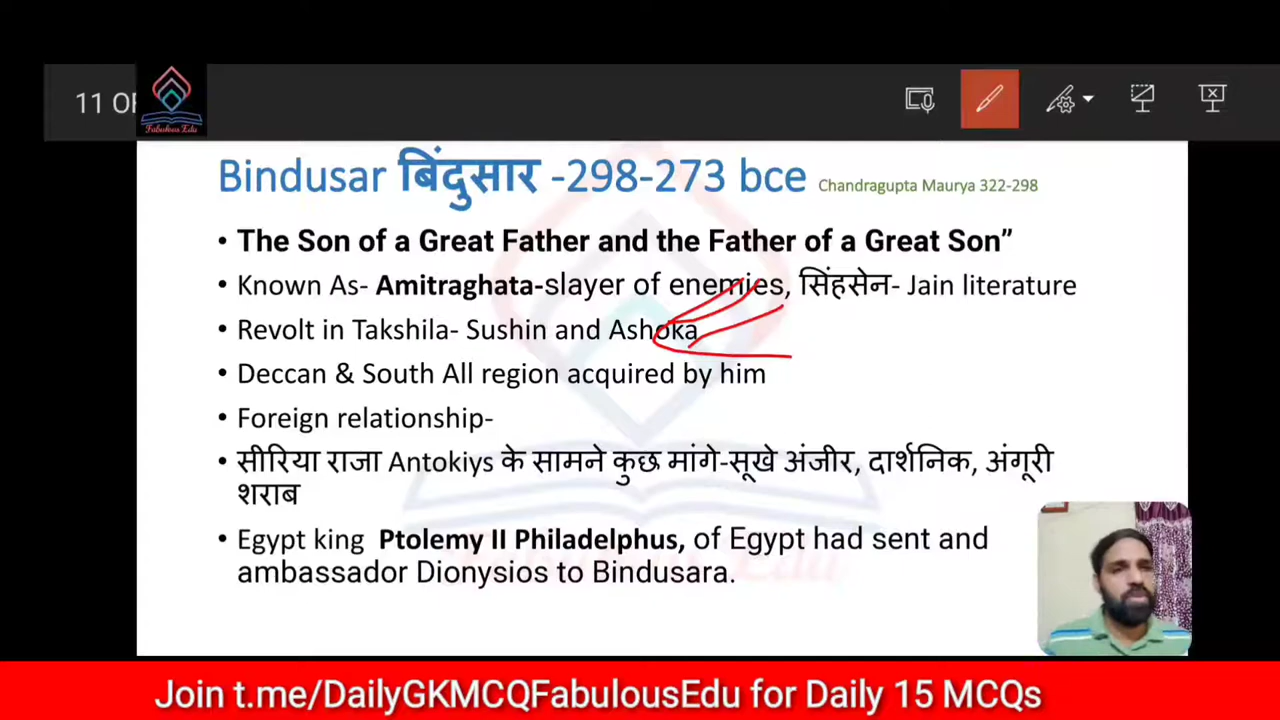 11 OF
Fabulous Edu
Bindusar बिंदुसार -298-273 bce Chandragupta Maurya 322-298
• The Son of a Great Father and the Father of a Great Son”
• Known As- Amitraghata-slayer of enemies, सिंहसेन- Jain literature
• Revolt in Takshila- Sushin and Ashoka
• Deccan & South All region acquired by him
• Foreign relationship-
• सीरिया राजा Antokiys के सामने कुछ मांगे-सूखे अंजीर, दार्शनिक, अंगूरी
शराब
• Egypt king Ptolemy II Philadelphus, of Egypt had sent and
ambassador Dionysios to Bindusara.
Join t.me/DailyGKMCQFabulousEdu for Daily 15 MCQs